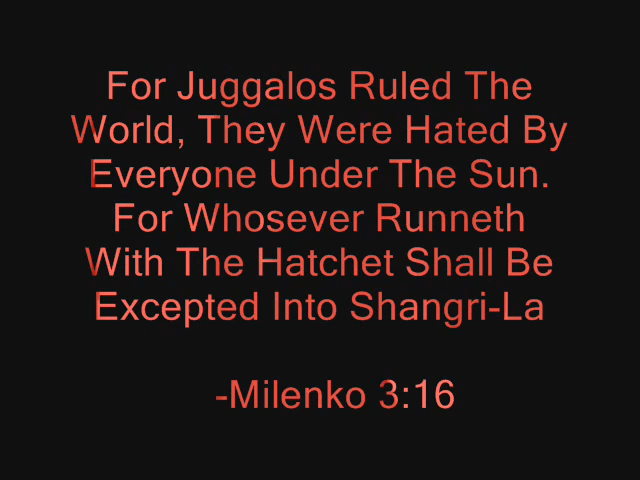 For Juggalos Ruled The
World, They Were Hated By
Everyone Under The Sun.
For Whosever Runneth
With The Hatchet Shall Be
Excepted Into Shangri-La
-Milenko 3:16